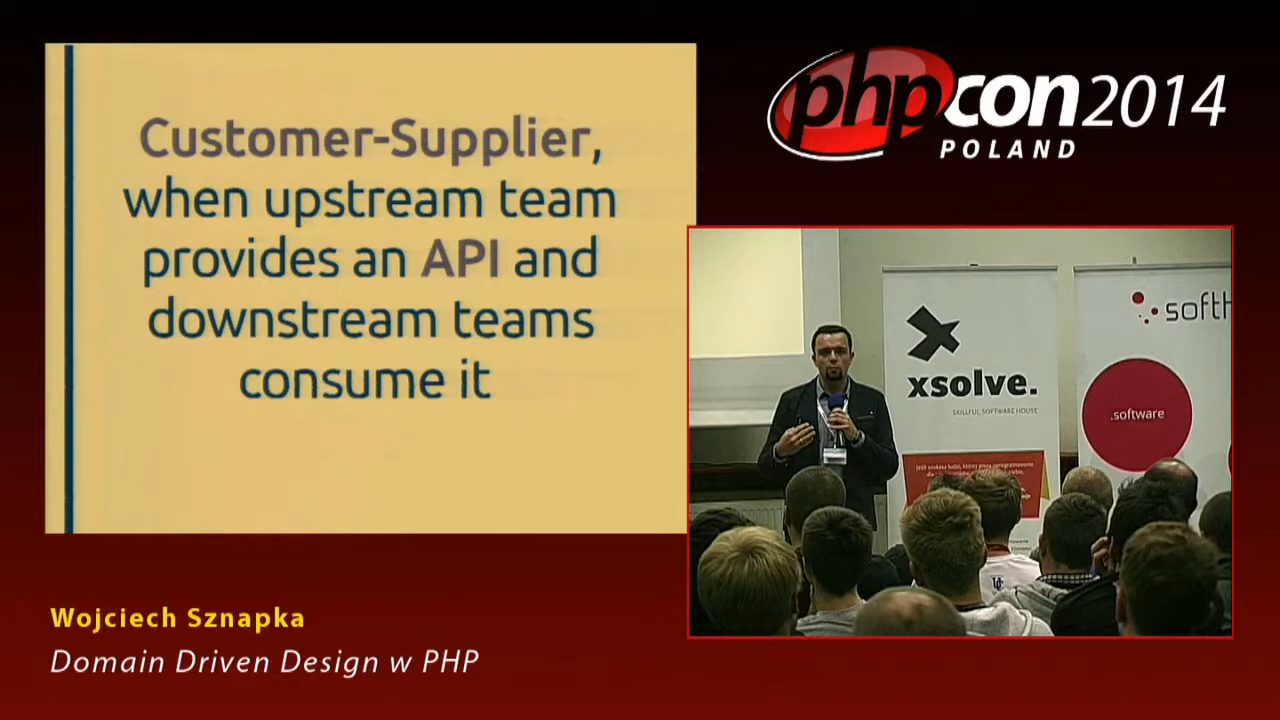 Customer-Supplier,
when upstream team
provides an API and
downstream teams
consume it
phpcon2014
POLAND
xsolve.
SKILLFUL SOFTWARE HOUSE
soft
.software
Wojciech Sznapka
Domain Driven Design w PHP